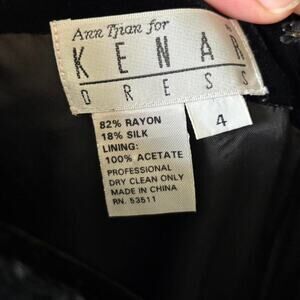 Ann Tjian for
KENAR
DRESS
82% RAYON
18% SILK
LINING:
100% ACETATE
PROFESSIONAL
DRY CLEAN ONLY
MADE IN CHINA
RN. 53511
4